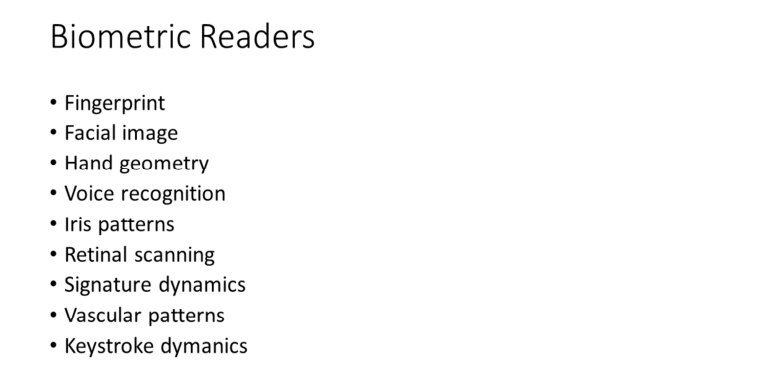 Biometric Readers
• Fingerprint
• Facial image
• Hand geometry
• Voice recognition
• Iris patterns
• Retinal scanning
• Signature dynamics
• Vascular patterns
• Keystroke dymanics